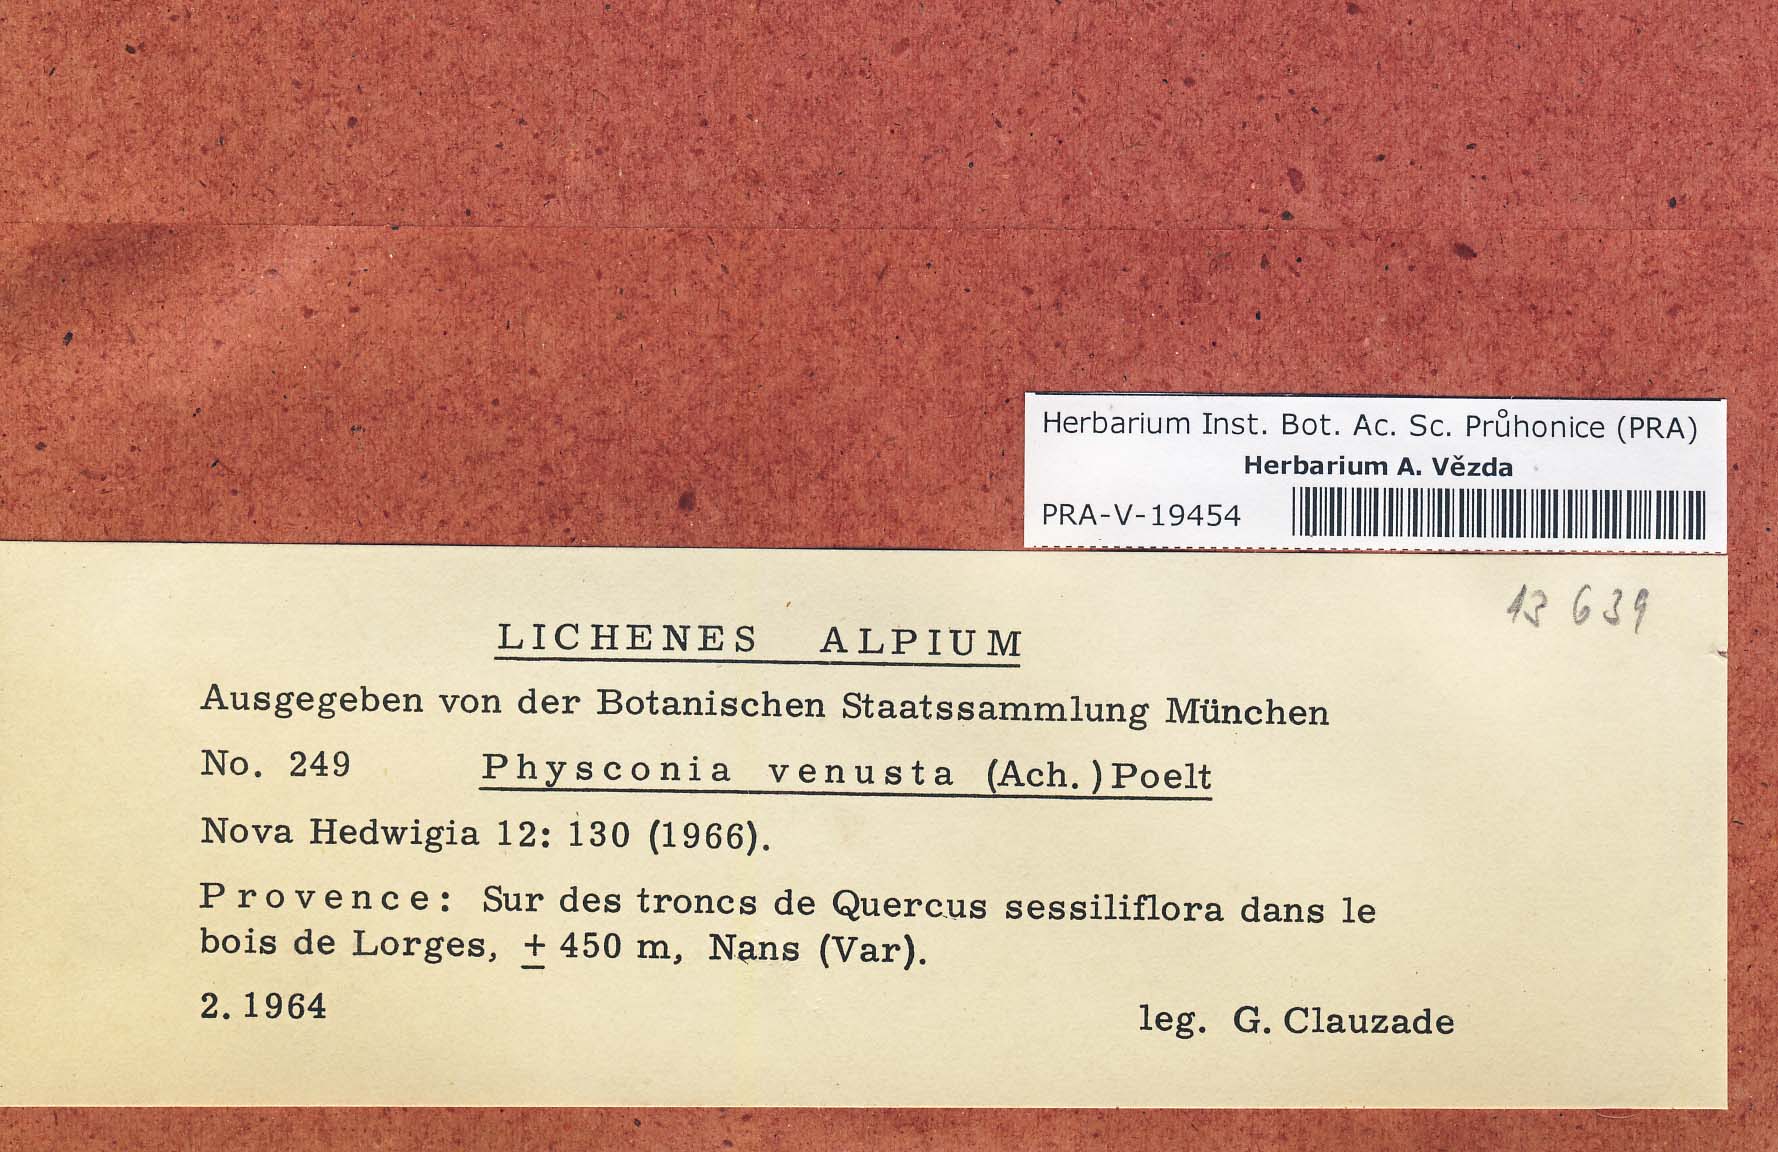 Herbarium Inst. Bot. Ac. Sc. Průhonice (PRA)
Herbarium A. Vězda
PRA-V-19454
13 639
LICHENES ALPIUM
Ausgegeben von der Botanischen Staatssammlung München
No. 249 Physconia venusta (Ach.) Poelt
Nova Hedwigia 12: 130 (1966).
Provence: Sur des troncs de Quercus sessiliflora dans le
bois de Lorges, ± 450 m, Nans (Var).
2. 1964 leg. G. Clauzade